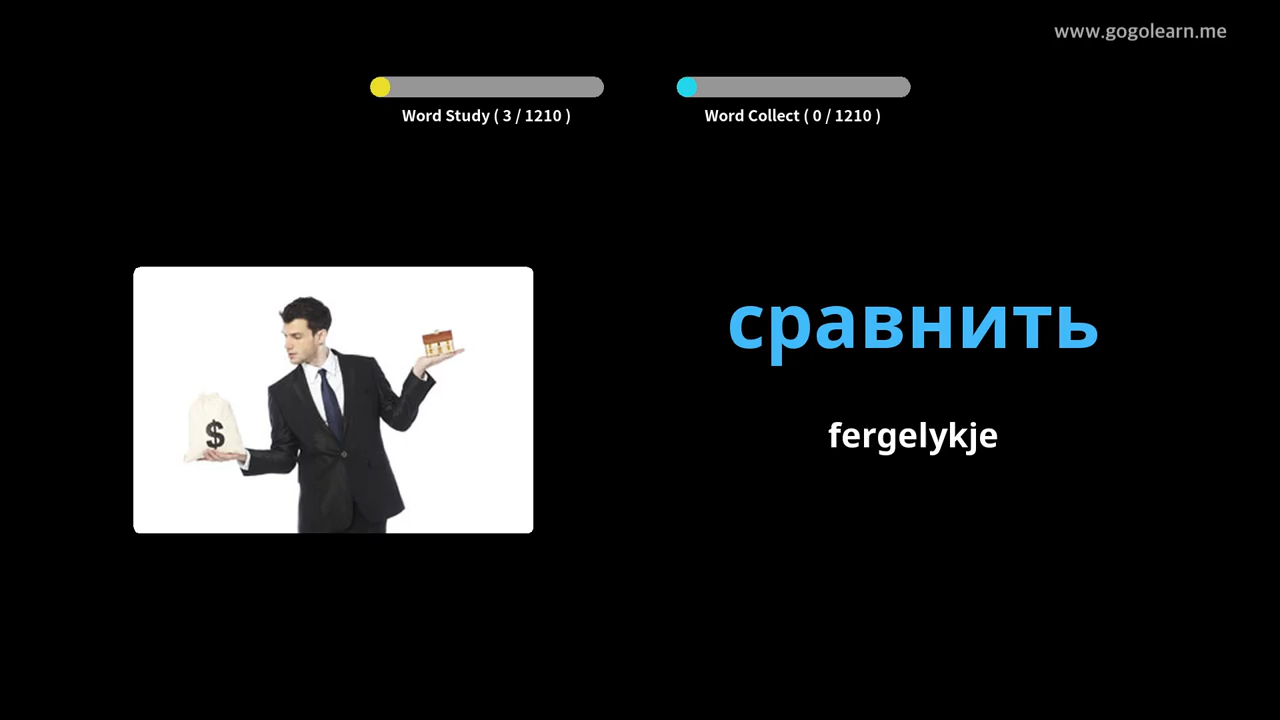 www.gogolearn.me
Word Study ( 3 / 1210 )
Word Collect ( 0 / 1210 )
$
сравнить
fergelykje